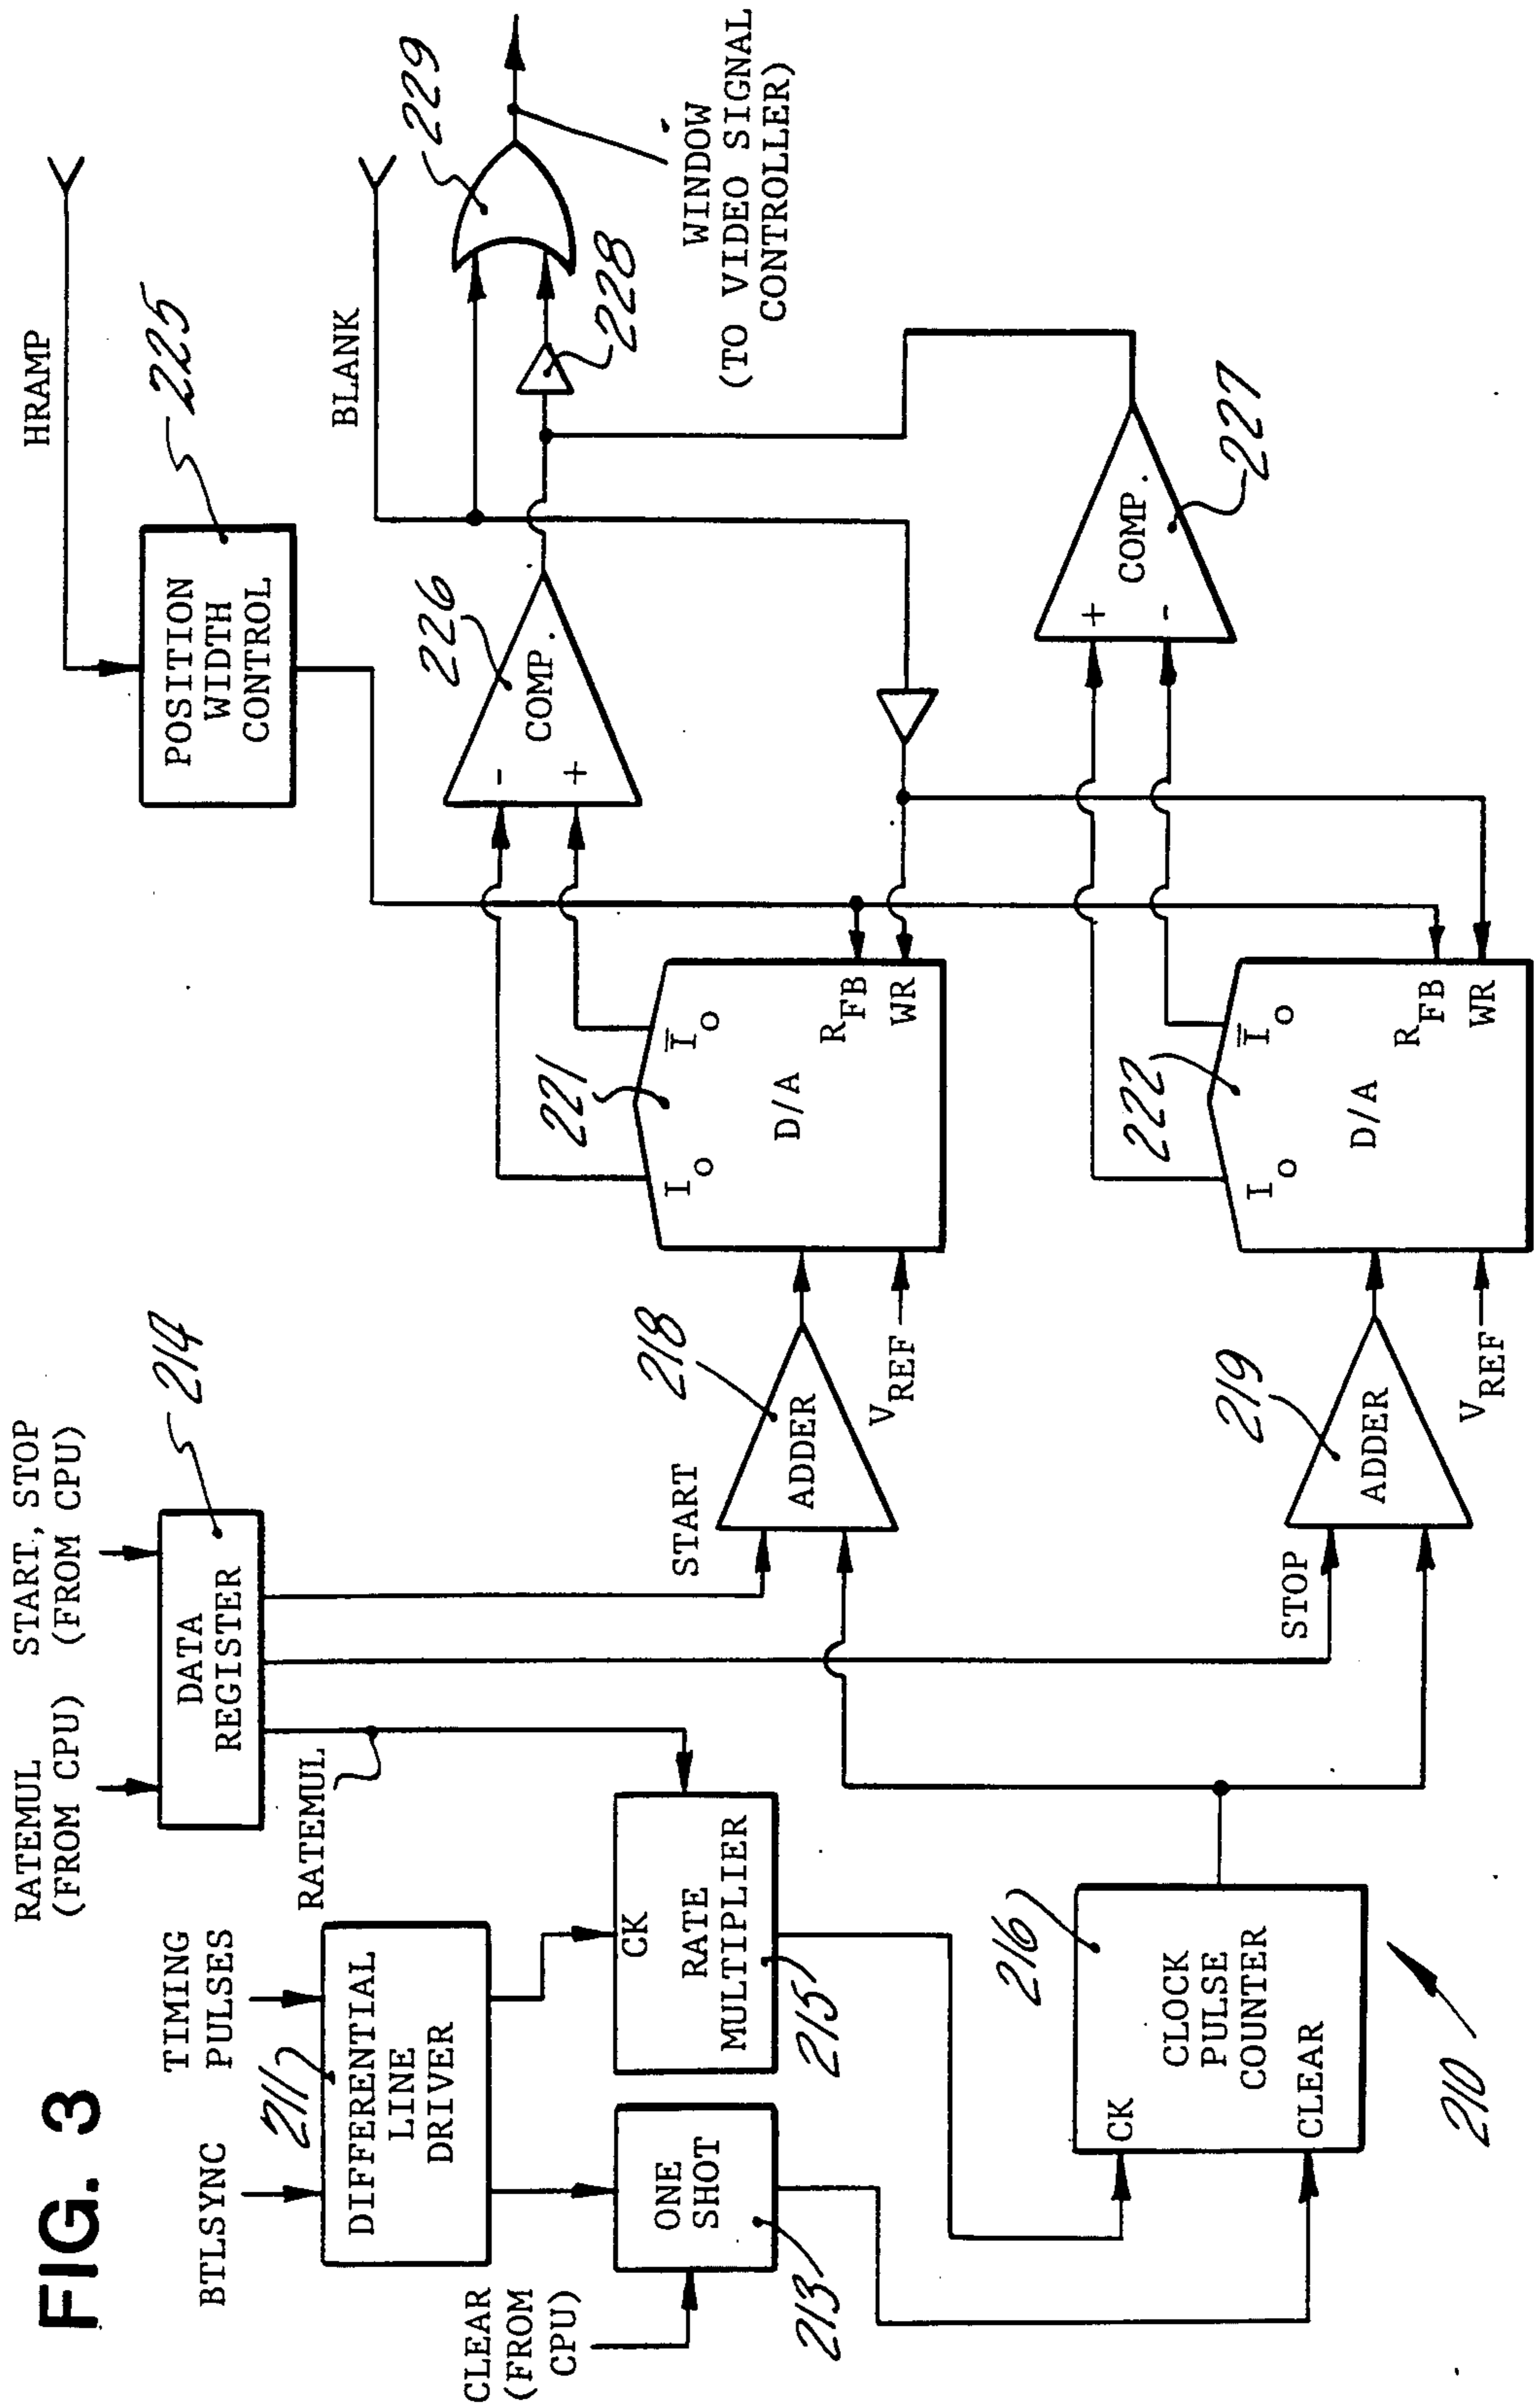 FIG. 3
BTLSYNC
TIMING
PULSES
RATEMUL
(FROM CPU)
START, STOP
(FROM CPU)
HRAMP
211
DIFFERENTIAL
LINE
DRIVER
DATA
REGISTER
214
POSITION
WIDTH
CONTROL
225
BLANK
RATEMUL
CLEAR
(FROM
CPU)
ONE
SHOT
213
CK
RATE
MULTIPLIER
215
START
ADDER
218
VREF
221
IO
IO
D/A
RFB
WR
226
-
+
COMP.
228
229
WINDOW
(TO VIDEO SIGNAL
CONTROLLER)
216
CK
CLOCK
PULSE
COUNTER
CLEAR
210
STOP
ADDER
219
VREF
222
IO
IO
D/A
RFB
WR
+
-
COMP.
227